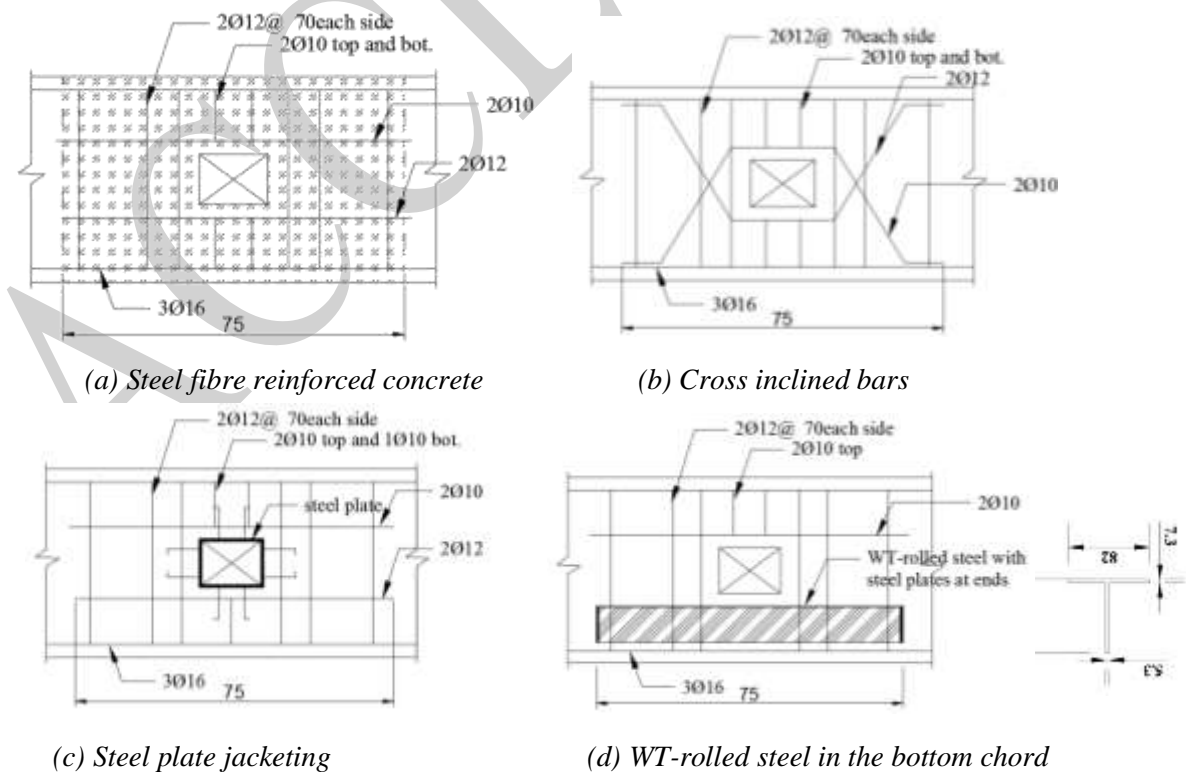 2Ø12@ 70each side
2Ø10 top and bot.
2Ø10
2Ø12
3Ø16
75
(a) Steel fibre reinforced concrete
2Ø12@ 70each side
2Ø10 top and bot.
2Ø12
2Ø10
3Ø16
75
(b) Cross inclined bars
2Ø12@ 70each side
2Ø10 top and 1Ø10 bot.
2Ø10
steel plate
2Ø12
3Ø16
75
(c) Steel plate jacketing
2Ø12@ 70each side
2Ø10 top
2Ø10
WT-rolled steel with
steel plates at ends
3Ø16
75
82
7.3
5.3
(d) WT-rolled steel in the bottom chord